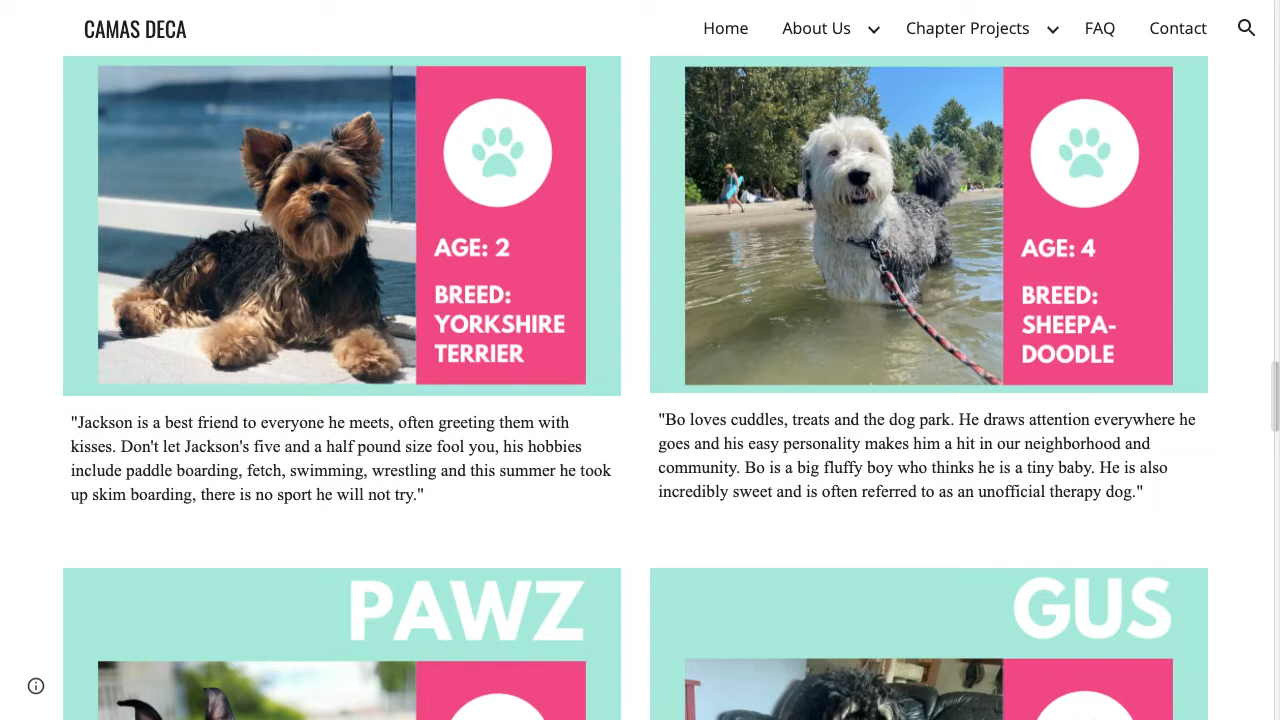 CAMAS DECA
Home
About Us
Chapter Projects
FAQ
Contact
AGE: 2
BREED:
YORKSHIRE
TERRIER
AGE: 4
BREED:
SHEEPA-
DOODLE
"Jackson is a best friend to everyone he meets, often greeting them with
kisses. Don't let Jackson's five and a half pound size fool you, his hobbies
include paddle boarding, fetch, swimming, wrestling and this summer he took
up skim boarding, there is no sport he will not try."
"Bo loves cuddles, treats and the dog park. He draws attention everywhere he
goes and his easy personality makes him a hit in our neighborhood and
community. Bo is a big fluffy boy who thinks he is a tiny baby. He is also
incredibly sweet and is often referred to as an unofficial therapy dog."
PAWZ
GUS